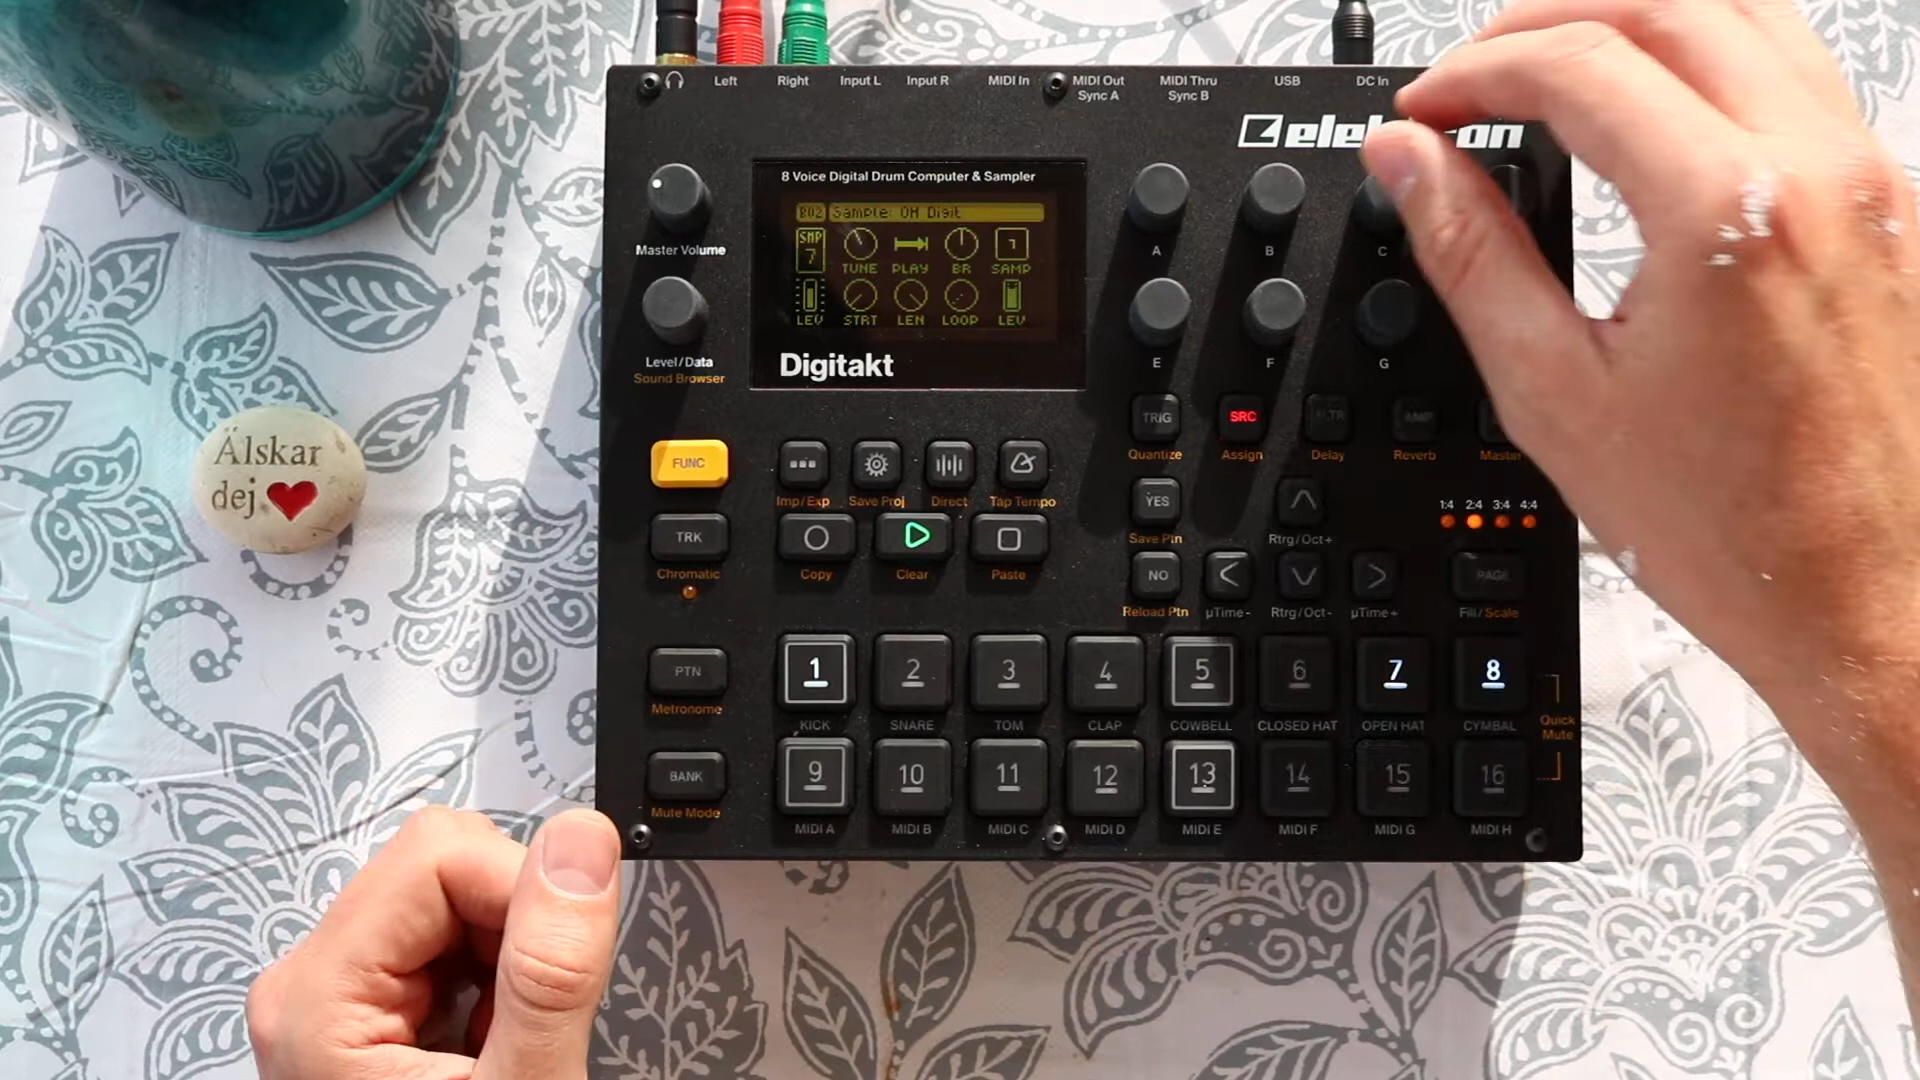 Left Right Input L Input R MIDI In MIDI Out MIDI Thru USB DC In
Sync A Sync B
8 Voice Digital Drum Computer & Sampler
B02 Sample: OH Digit
SMP
7
1
TUNE PLAY BR SAMP
LEV STRT LEN LOOP LEV
Digitakt
Master Volume
Level/Data
Sound Browser
A B C
E F G
Älskar
dej
FUNC
TRIG SRC FLTR AMP
Quantize Assign Delay Reverb Master
Imp/Exp Save Proj Direct Tap Tempo
YES
1:4 2:4 3:4 4:4
Save Ptn Rtrg/Oct+
TRK
Chromatic Copy Clear Paste
NO PAGE
Reload Ptn µTime- Rtrg/Oct- µTime+ Fill/Scale
PTN
Metronome
1 2 3 4 5 6 7 8
KICK SNARE TOM CLAP COWBELL CLOSED HAT OPEN HAT CYMBAL
Quick
Mute
BANK
Mute Mode
9 10 11 12 13 14 15 16
MIDI A MIDI B MIDI C MIDI D MIDI E MIDI F MIDI G MIDI H